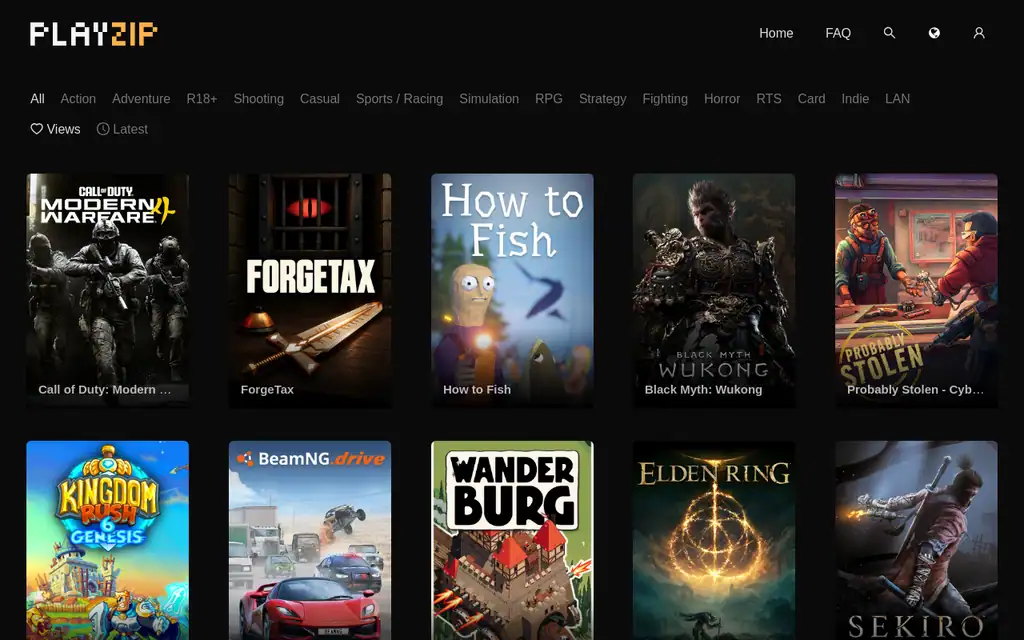 PLAYZIP
Home FAQ
All Action Adventure R18+ Shooting Casual Sports / Racing Simulation RPG Strategy Fighting Horror RTS Card Indie LAN
Views Latest
CALL OF DUTY
MODERN WARFARE 4
Call of Duty: Modern ...
FORGETAX
ForgeTax
How to Fish
How to Fish
BLACK MYTH
WUKONG
Black Myth: Wukong
PROBABLY
STOLEN
Probably Stolen - Cyb...
KINGDOM
RUSH
6
GENESIS
BeamNG.drive
BEAMNG
WANDER
BURG
ELDEN RING
SEKIRO